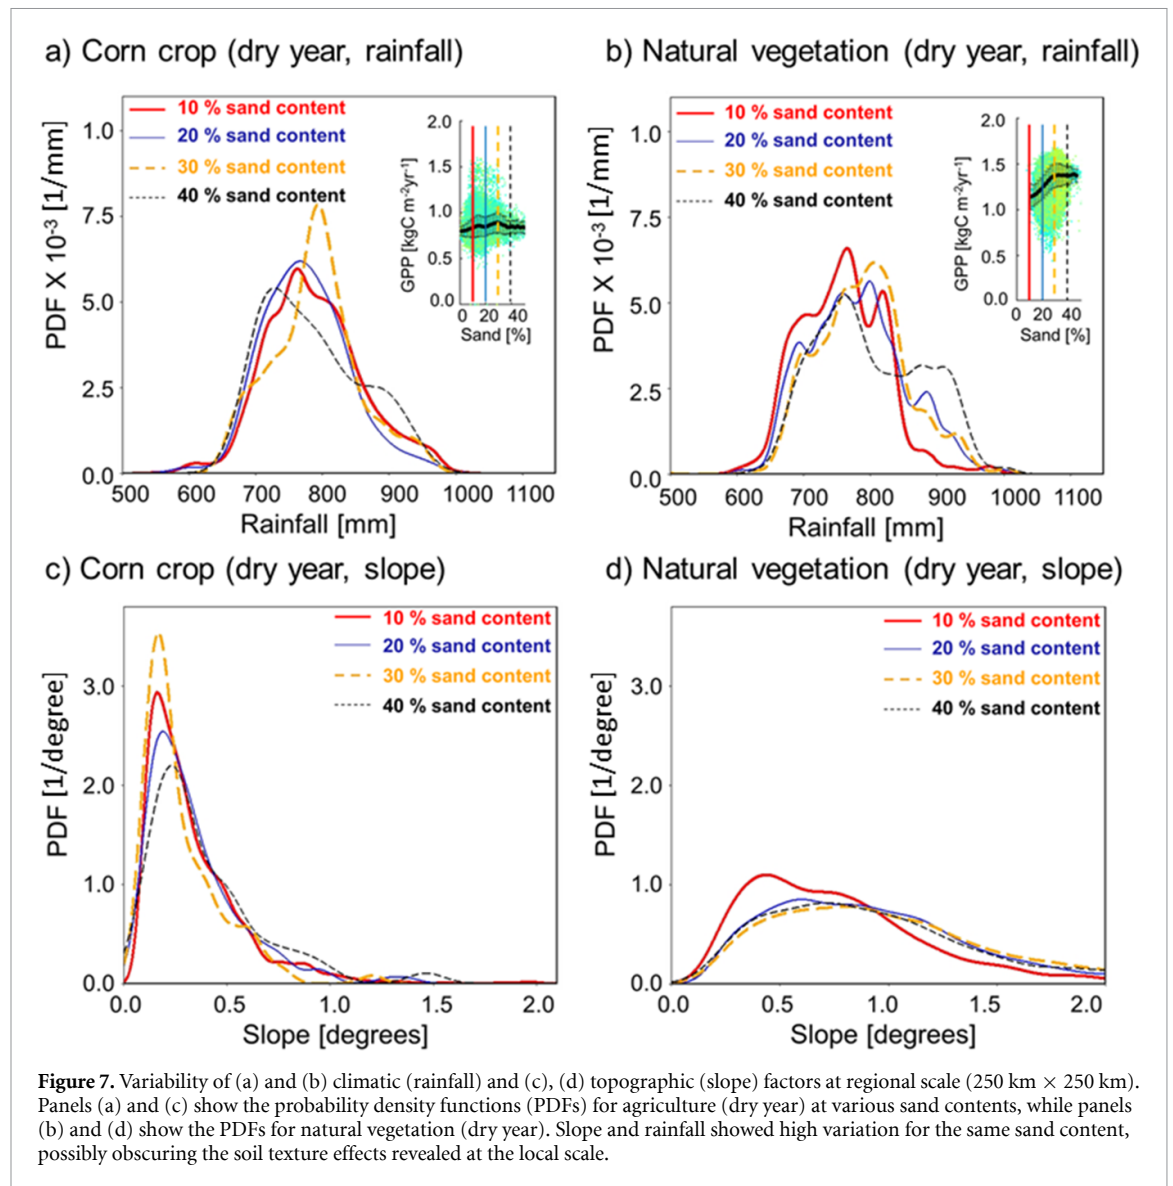 a) Corn crop (dry year, rainfall)
10 % sand content
20 % sand content
30 % sand content
40 % sand content
PDF X 10⁻³ [1/mm]
1.0
7.5
5.0
2.5
0.0
500 600 700 800 900 1000 1100
Rainfall [mm]
GPP [kgC m⁻²yr⁻¹]
2.0
1.5
1.0
0.5
0.0
0 20 40
Sand [%]
b) Natural vegetation (dry year, rainfall)
10 % sand content
20 % sand content
30 % sand content
40 % sand content
PDF X 10⁻³ [1/mm]
1.0
7.5
5.0
2.5
0.0
500 600 700 800 900 1000 1100
Rainfall [mm]
GPP [kgC m⁻²yr⁻¹]
2.0
1.5
1.0
0.5
0.0
0 20 40
Sand [%]
c) Corn crop (dry year, slope)
10 % sand content
20 % sand content
30 % sand content
40 % sand content
PDF [1/degree]
3.0
2.0
1.0
0.0
0.0 0.5 1.0 1.5 2.0
Slope [degrees]
d) Natural vegetation (dry year, slope)
10 % sand content
20 % sand content
30 % sand content
40 % sand content
PDF [1/degree]
3.0
2.0
1.0
0.0
0.0 0.5 1.0 1.5 2.0
Slope [degrees]
Figure 7. Variability of (a) and (b) climatic (rainfall) and (c), (d) topographic (slope) factors at regional scale (250 km × 250 km).
Panels (a) and (c) show the probability density functions (PDFs) for agriculture (dry year) at various sand contents, while panels
(b) and (d) show the PDFs for natural vegetation (dry year). Slope and rainfall showed high variation for the same sand content,
possibly obscuring the soil texture effects revealed at the local scale.